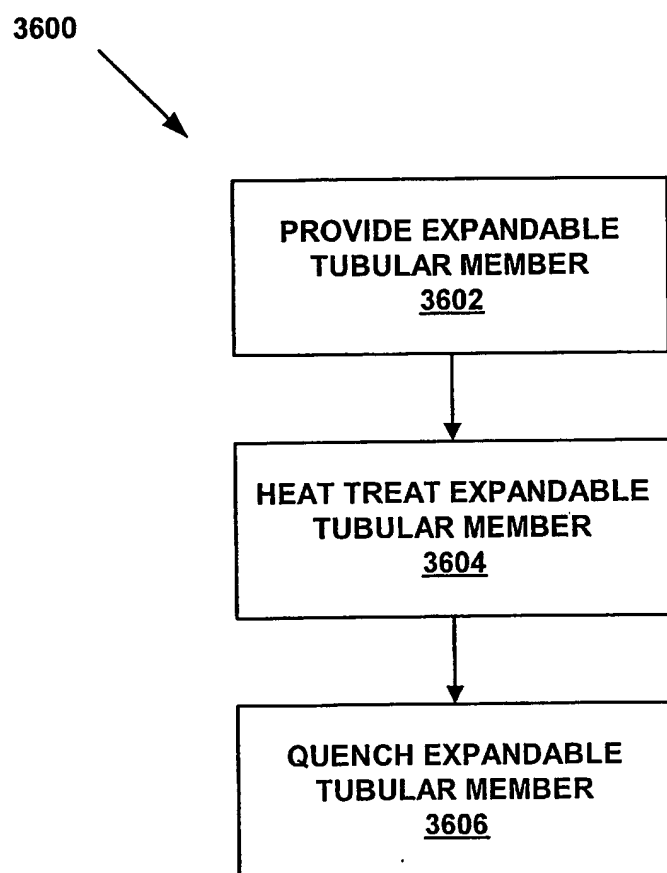 3600
PROVIDE EXPANDABLE
TUBULAR MEMBER
3602
HEAT TREAT EXPANDABLE
TUBULAR MEMBER
3604
QUENCH EXPANDABLE
TUBULAR MEMBER
3606